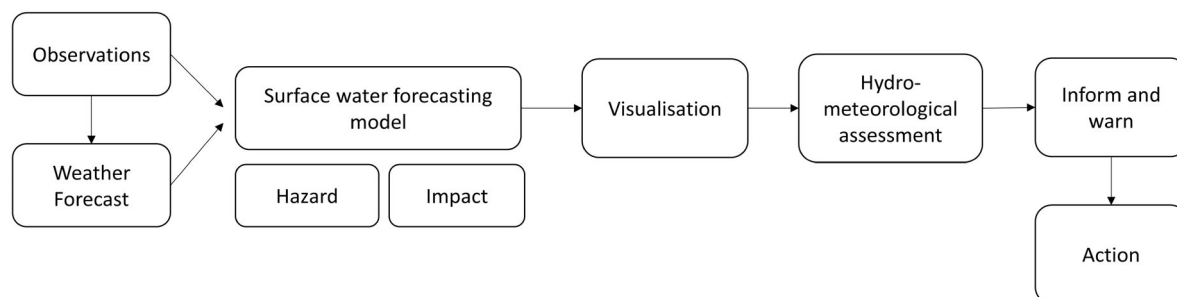 Observations
Weather
Forecast
Surface water forecasting
model
Hazard
Impact
Visualisation
Hydro-
meteorological
assessment
Inform and
warn
Action